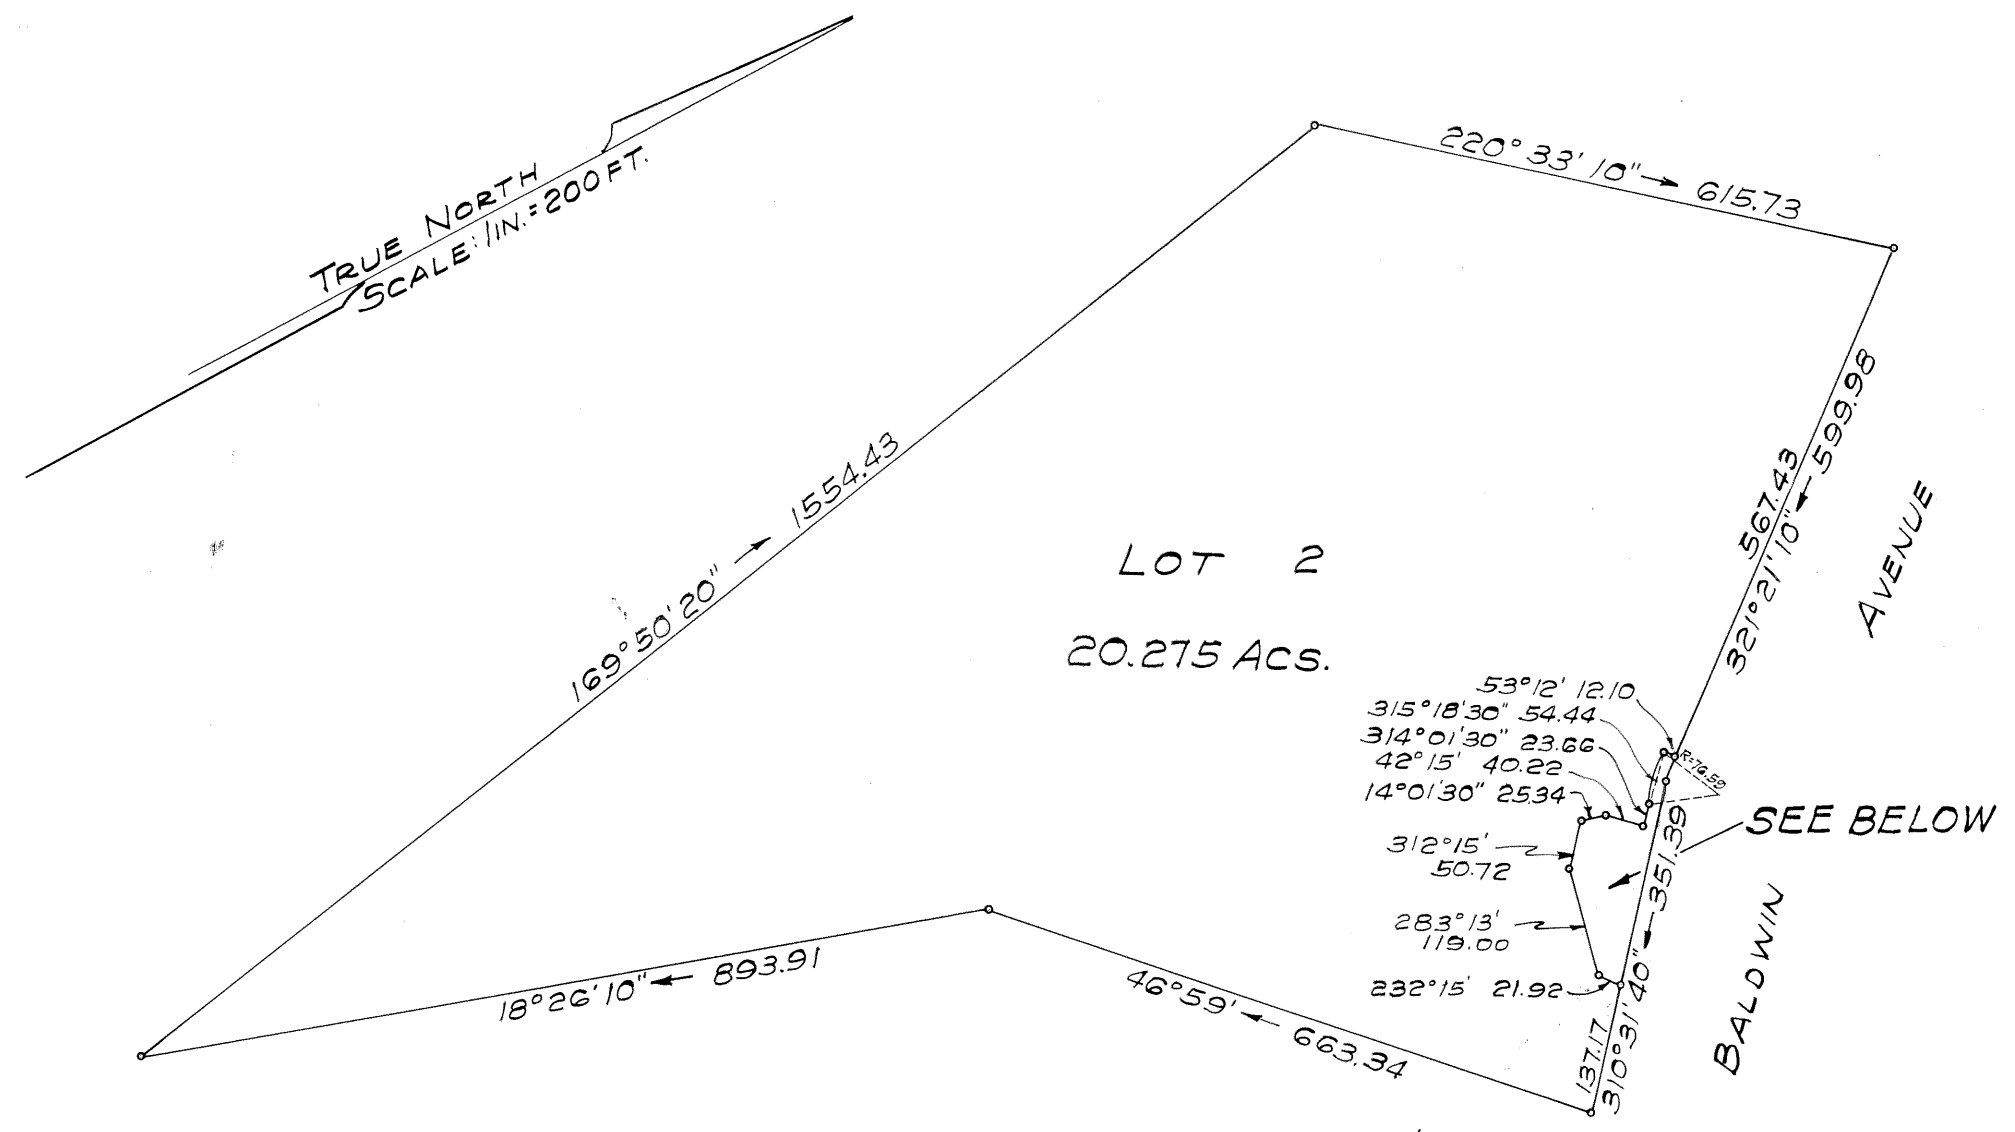 TRUE NORTH
SCALE: 1IN.=200FT.
220°33'10"→ 615.73
169°50'20" → 1554.43
LOT 2
20.275 ACS.
567.43
321°21'10" ← 599.98
AVENUE
53°12' 12.10
315°18'30" 54.44
314°01'30" 23.66
42°15' 40.22
14°01'30" 25.34
R=76.59
312°15'
50.72
283°13'
119.00
232°15' 21.92
SEE BELOW
137.17
310°31'40" ← 351.39
BALDWIN
18°26'10" ← 893.91
46°59' ← 663.34